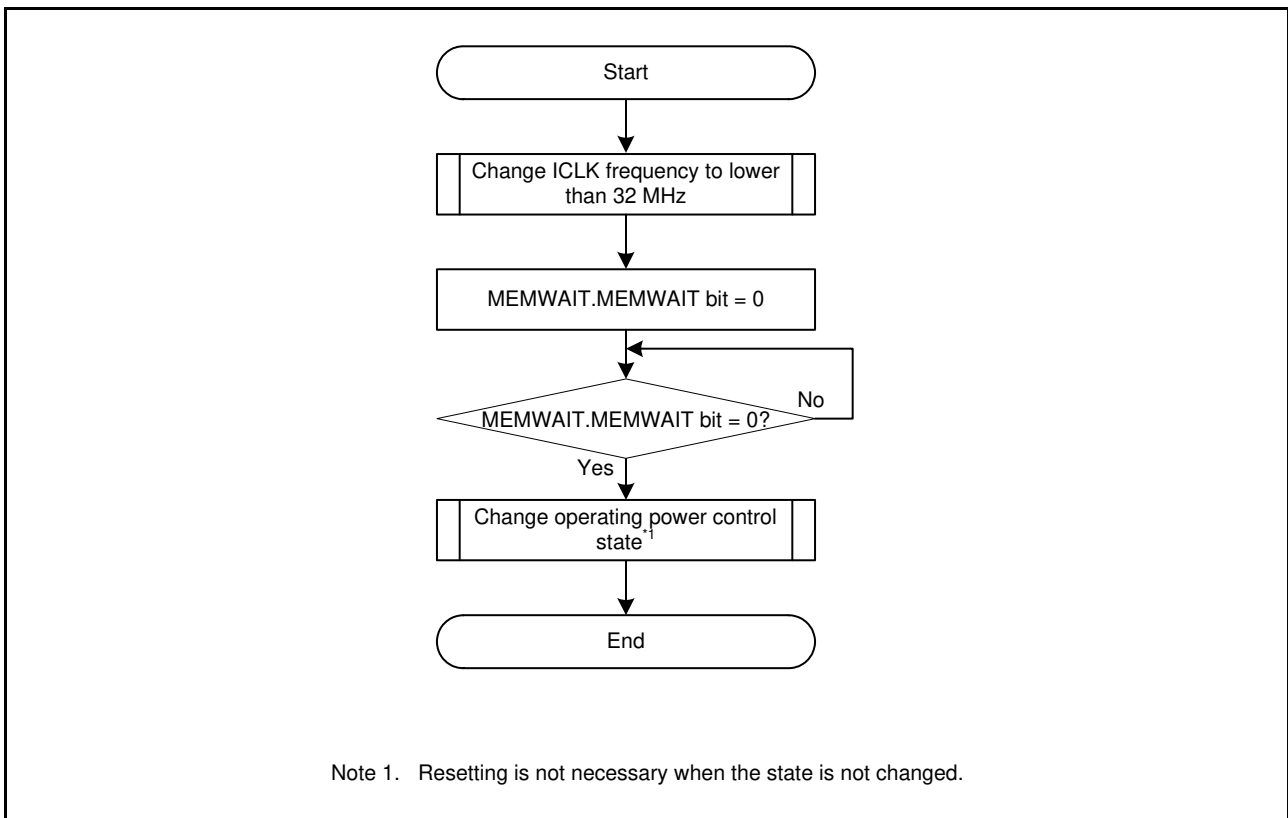 Start
Change ICLK frequency to lower
than 32 MHz
MEMWAIT.MEMWAIT bit = 0
MEMWAIT.MEMWAIT bit = 0?
No
Yes
Change operating power control
state*1
End
Note 1. Resetting is not necessary when the state is not changed.